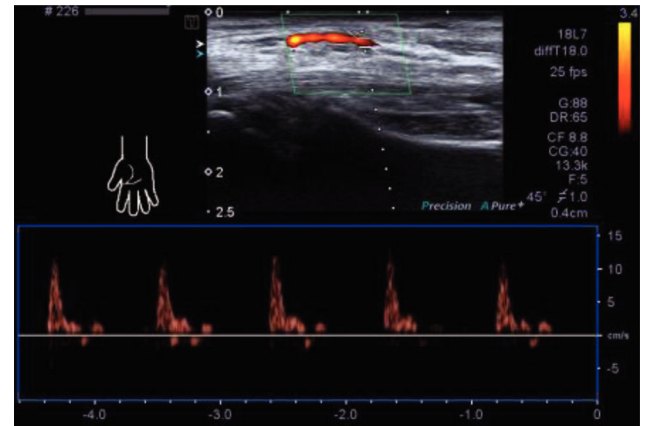 # 226
0
1
2
2.5
3.4
18L7
diffT18.0
25 fps
G:88
DR:65
CF 8.8
CG:40
13.3k
F:5
45° 1.0
0.4cm
Precision A Pure+
15
10
5
cm/s
-5
-4.0 -3.0 -2.0 -1.0 0